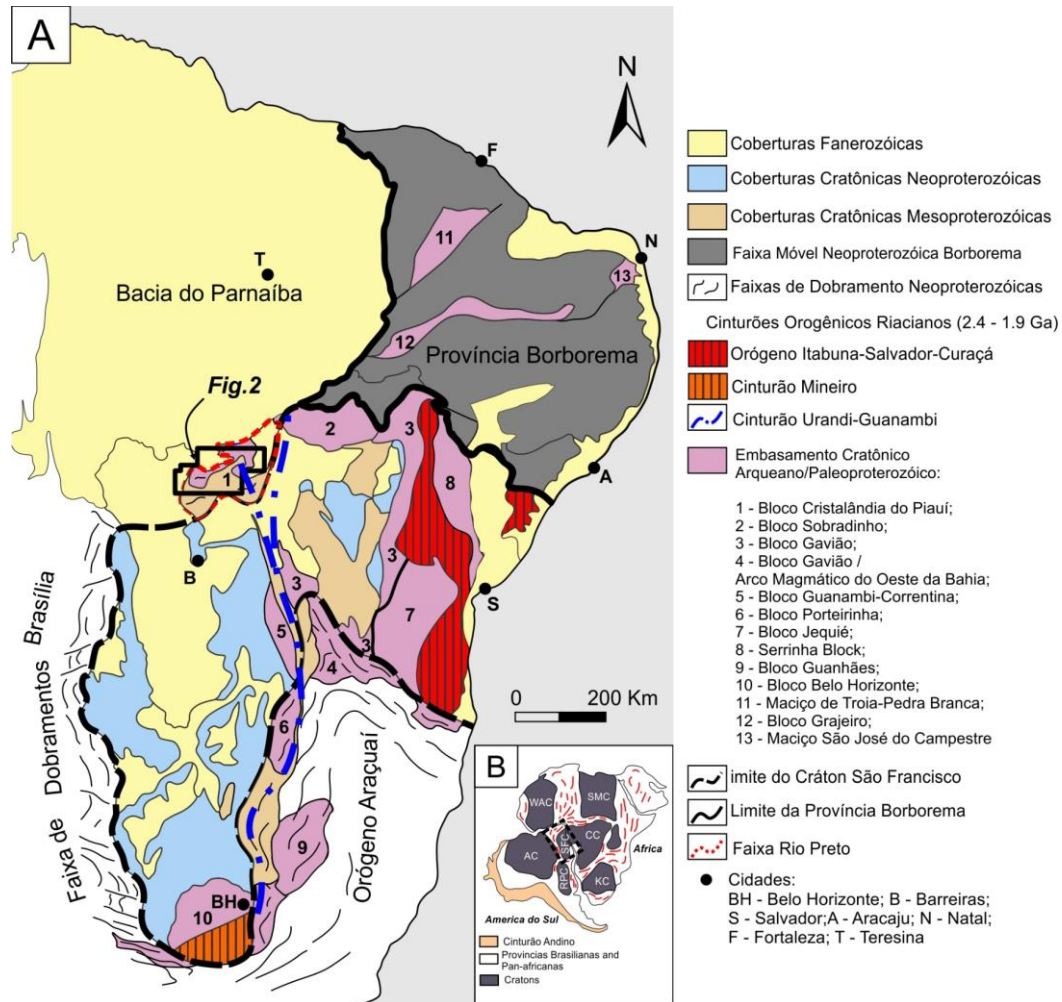 A
N
F
N
T
11
13
Bacia do Parnaíba
12
Província Borborema
Fig.2
2
3
8
1
A
B
3
3
S
5
7
4
3
6
Faixa de Dobramentos Brasília
Orógeno Araçuaí
9
BH
10
0 200 Km
B
WAC
SMC
AC
SFC
CC
Africa
RPC
KC
America do Sul
Cinturão Andino
Provincias Brasilianas and
Pan-africanas
Cratons
Coberturas Fanerozóicas
Coberturas Cratônicas Neoproterozóicas
Coberturas Cratônicas Mesoproterozóicas
Faixa Móvel Neoproterozóica Borborema
Faixas de Dobramento Neoproterozóicas
Cinturões Orogênicos Riacianos (2.4 - 1.9 Ga)
Orógeno Itabuna-Salvador-Curaçá
Cinturão Mineiro
Cinturão Urandi-Guanambi
Embasamento Cratônico
Arqueano/Paleoproterozóico:
1 - Bloco Cristalândia do Piauí;
2 - Bloco Sobradinho;
3 - Bloco Gavião;
4 - Bloco Gavião /
Arco Magmático do Oeste da Bahia;
5 - Bloco Guanambi-Correntina;
6 - Bloco Porteirinha;
7 - Bloco Jequié;
8 - Serrinha Block;
9 - Bloco Guanhães;
10 - Bloco Belo Horizonte;
11 - Maciço de Troia-Pedra Branca;
12 - Bloco Grajeiro;
13 - Maciço São José do Campestre
imite do Cráton São Francisco
Limite da Província Borborema
Faixa Rio Preto
Cidades:
BH - Belo Horizonte; B - Barreiras;
S - Salvador;A - Aracaju; N - Natal;
F - Fortaleza; T - Teresina